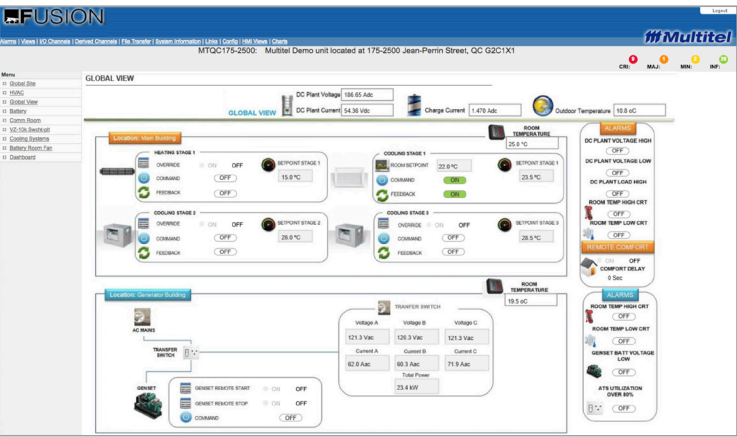 Logout
FUSION
Multitel
Alarms | Views | I/O Channels | Derived Channels | File Transfer | System Information | Links | Config | HMI Views | Charts
MTQC175-2500: Multitel Demo unit located at 175-2500 Jean-Perrin Street, QC G2C1X1
CRI: MAJ: MIN: INF:
Menu
Global Site
HVAC
Global View
Battery
Comm Room
Cooling Systems
Battery Room Fan
Dashboard
GLOBAL VIEW
GLOBAL VIEW
DC Plant Voltage 186.65 Adc
DC Plant Current 54.36 Vdc
Charge Current 1.470 Adc
Outdoor Temperature 10.8 oC
Location: Main Building
ROOM TEMPERATURE
25.0 °C
HEATING STAGE 1
OVERRIDE ON OFF
COMMAND OFF
FEEDBACK OFF
SETPOINT STAGE 1
15.0 °C
COOLING STAGE 1
ROOM SETPOINT 22.0 °C
COMMAND ON
FEEDBACK ON
SETPOINT STAGE 1
23.5 °C
COOLING STAGE 2
OVERRIDE ON OFF
COMMAND OFF
FEEDBACK OFF
SETPOINT STAGE 2
COOLING STAGE 3
OVERRIDE ON OFF
COMMAND OFF
FEEDBACK OFF
SETPOINT STAGE 3
28.5 °C
ALARMS
DC PLANT VOLTAGE HIGH
OFF
DC PLANT VOLTAGE LOW
OFF
DC PLANT LOAD HIGH
OFF
ROOM TEMP HIGH CRT
OFF
ROOM TEMP LOW CRT
OFF
REMOTE COMFORT
ON OFF
COMFORT DELAY
0 Sec
Location: Generator Building
ROOM TEMPERATURE
19.5 oC
AC MAINS
TRANSFER SWITCH
GENSET
TRANFER SWITCH
Voltage A Voltage B Voltage C
121.3 Vac 120.3 Vac 121.3 Vac
Current A Current B Current C
62.0 Aac 60.3 Aac 71.9 Aac
Total Power
23.4 kW
GENSET REMOTE START ON OFF
GENSET REMOTE STOP ON OFF
COMMAND OFF
ALARMS
ROOM TEMP HIGH CRT
OFF
ROOM TEMP LOW CRT
OFF
GENSET BATT VOLTAGE LOW
OFF
ATS UTILIZATION OVER 80%
OFF